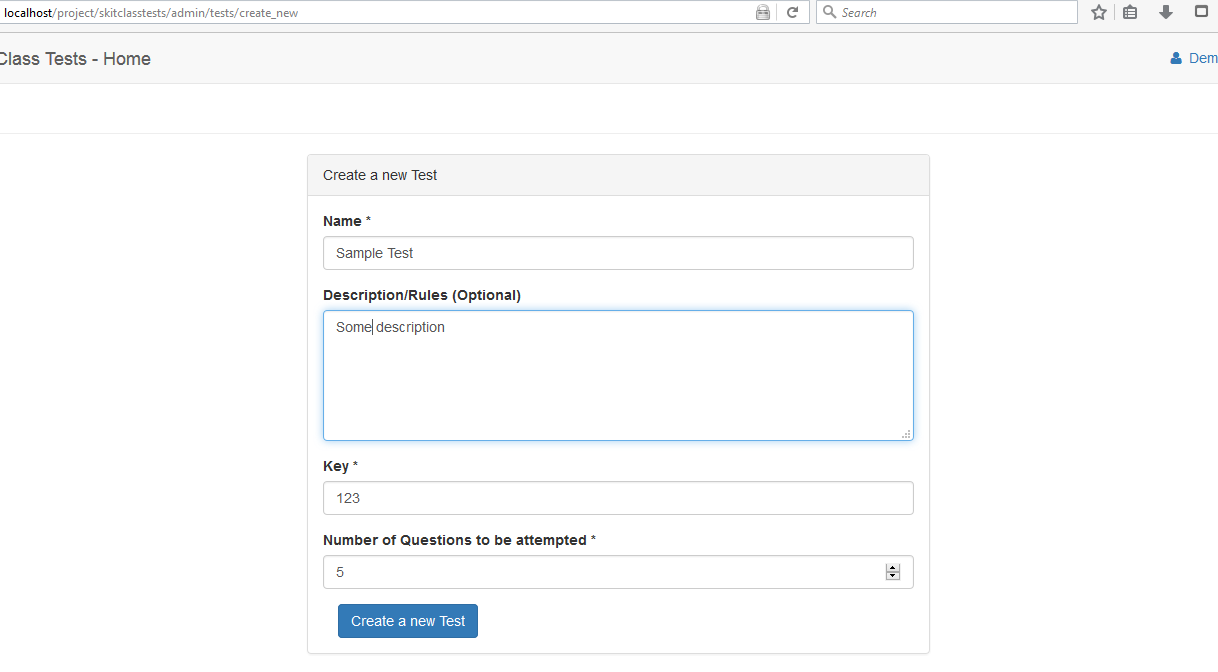 localhost/project/skitclasstests/admin/tests/create_new
Search
Class Tests - Home
Dem
Create a new Test
Name *
Sample Test
Description/Rules (Optional)
Some description
Key *
123
Number of Questions to be attempted *
5
Create a new Test